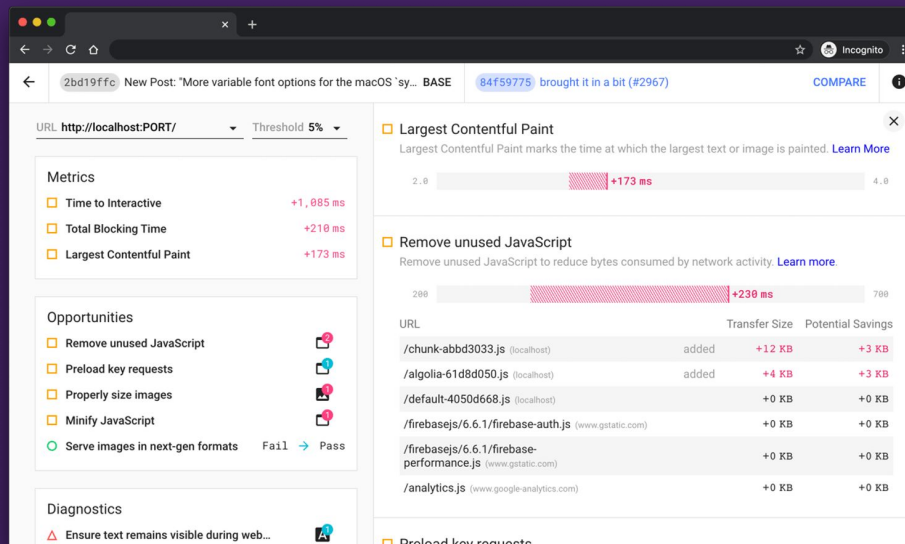 Incognito
2bd19ffc New Post: "More variable font options for the macOS `sy... BASE
84f59775 brought it in a bit (#2967)
COMPARE
URL http://localhost:PORT/
Threshold 5%
Metrics
Time to Interactive +1,085 ms
Total Blocking Time +210 ms
Largest Contentful Paint +173 ms
Opportunities
Remove unused JavaScript 2
Preload key requests 1
Properly size images 1
Minify JavaScript 1
Serve images in next-gen formats Fail → Pass
Diagnostics
Ensure text remains visible during web... A 1
Largest Contentful Paint
Largest Contentful Paint marks the time at which the largest text or image is painted. Learn More
2.0 +173 ms 4.0
Remove unused JavaScript
Remove unused JavaScript to reduce bytes consumed by network activity. Learn more.
200 +230 ms 700
URL Transfer Size Potential Savings
/chunk-abbd3033.js (localhost) added +12 KB +3 KB
/algolia-61d8d050.js (localhost) added +4 KB +3 KB
/default-4050d668.js (localhost) +0 KB +0 KB
/firebasejs/6.6.1/firebase-auth.js (www.gstatic.com) +0 KB +0 KB
/firebasejs/6.6.1/firebase-
performance.js (www.gstatic.com) +0 KB +0 KB
/analytics.js (www.google-analytics.com) +0 KB +0 KB
Preload key requests